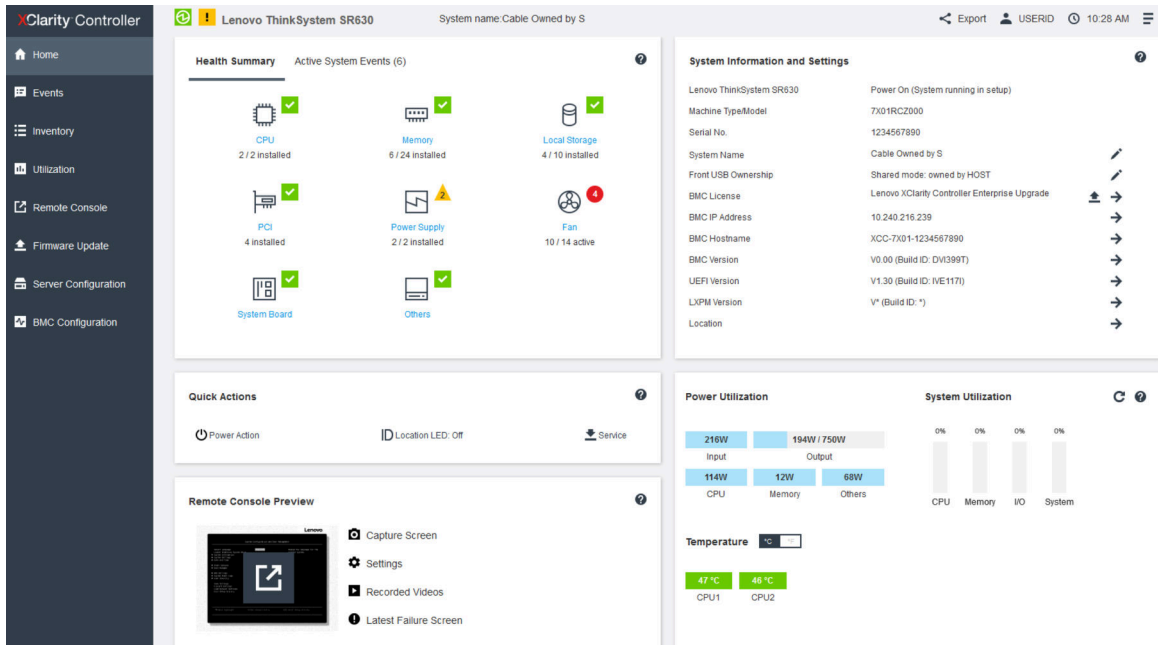 XClarity Controller
Lenovo ThinkSystem SR630
System name:Cable Owned by S
Export
USERID
10:28 AM
Home
Events
Inventory
Utilization
Remote Console
Firmware Update
Server Configuration
BMC Configuration
Health Summary
Active System Events (6)
CPU
2 / 2 installed
Memory
6 / 24 installed
Local Storage
4 / 10 installed
PCI
4 installed
2
Power Supply
2 / 2 installed
4
Fan
10 / 14 active
System Board
Others
System Information and Settings
Lenovo ThinkSystem SR630 Power On (System running in setup)
Machine Type/Model 7X01RCZ000
Serial No. 1234567890
System Name Cable Owned by S
Front USB Ownership Shared mode: owned by HOST
BMC License Lenovo XClarity Controller Enterprise Upgrade
BMC IP Address 10.240.216.239
BMC Hostname XCC-7X01-1234567890
BMC Version V0.00 (Build ID: DVI399T)
UEFI Version V1.30 (Build ID: IVE117I)
LXPM Version V* (Build ID: *)
Location
Quick Actions
Power Action
Location LED: Off
Service
Remote Console Preview
Lenovo
Capture Screen
Settings
Recorded Videos
Latest Failure Screen
Power Utilization
216W
Input
194W / 750W
Output
114W
CPU
12W
Memory
68W
Others
System Utilization
0% 0% 0% 0%
CPU Memory I/O System
Temperature °C °F
47 °C 46 °C
CPU1 CPU2